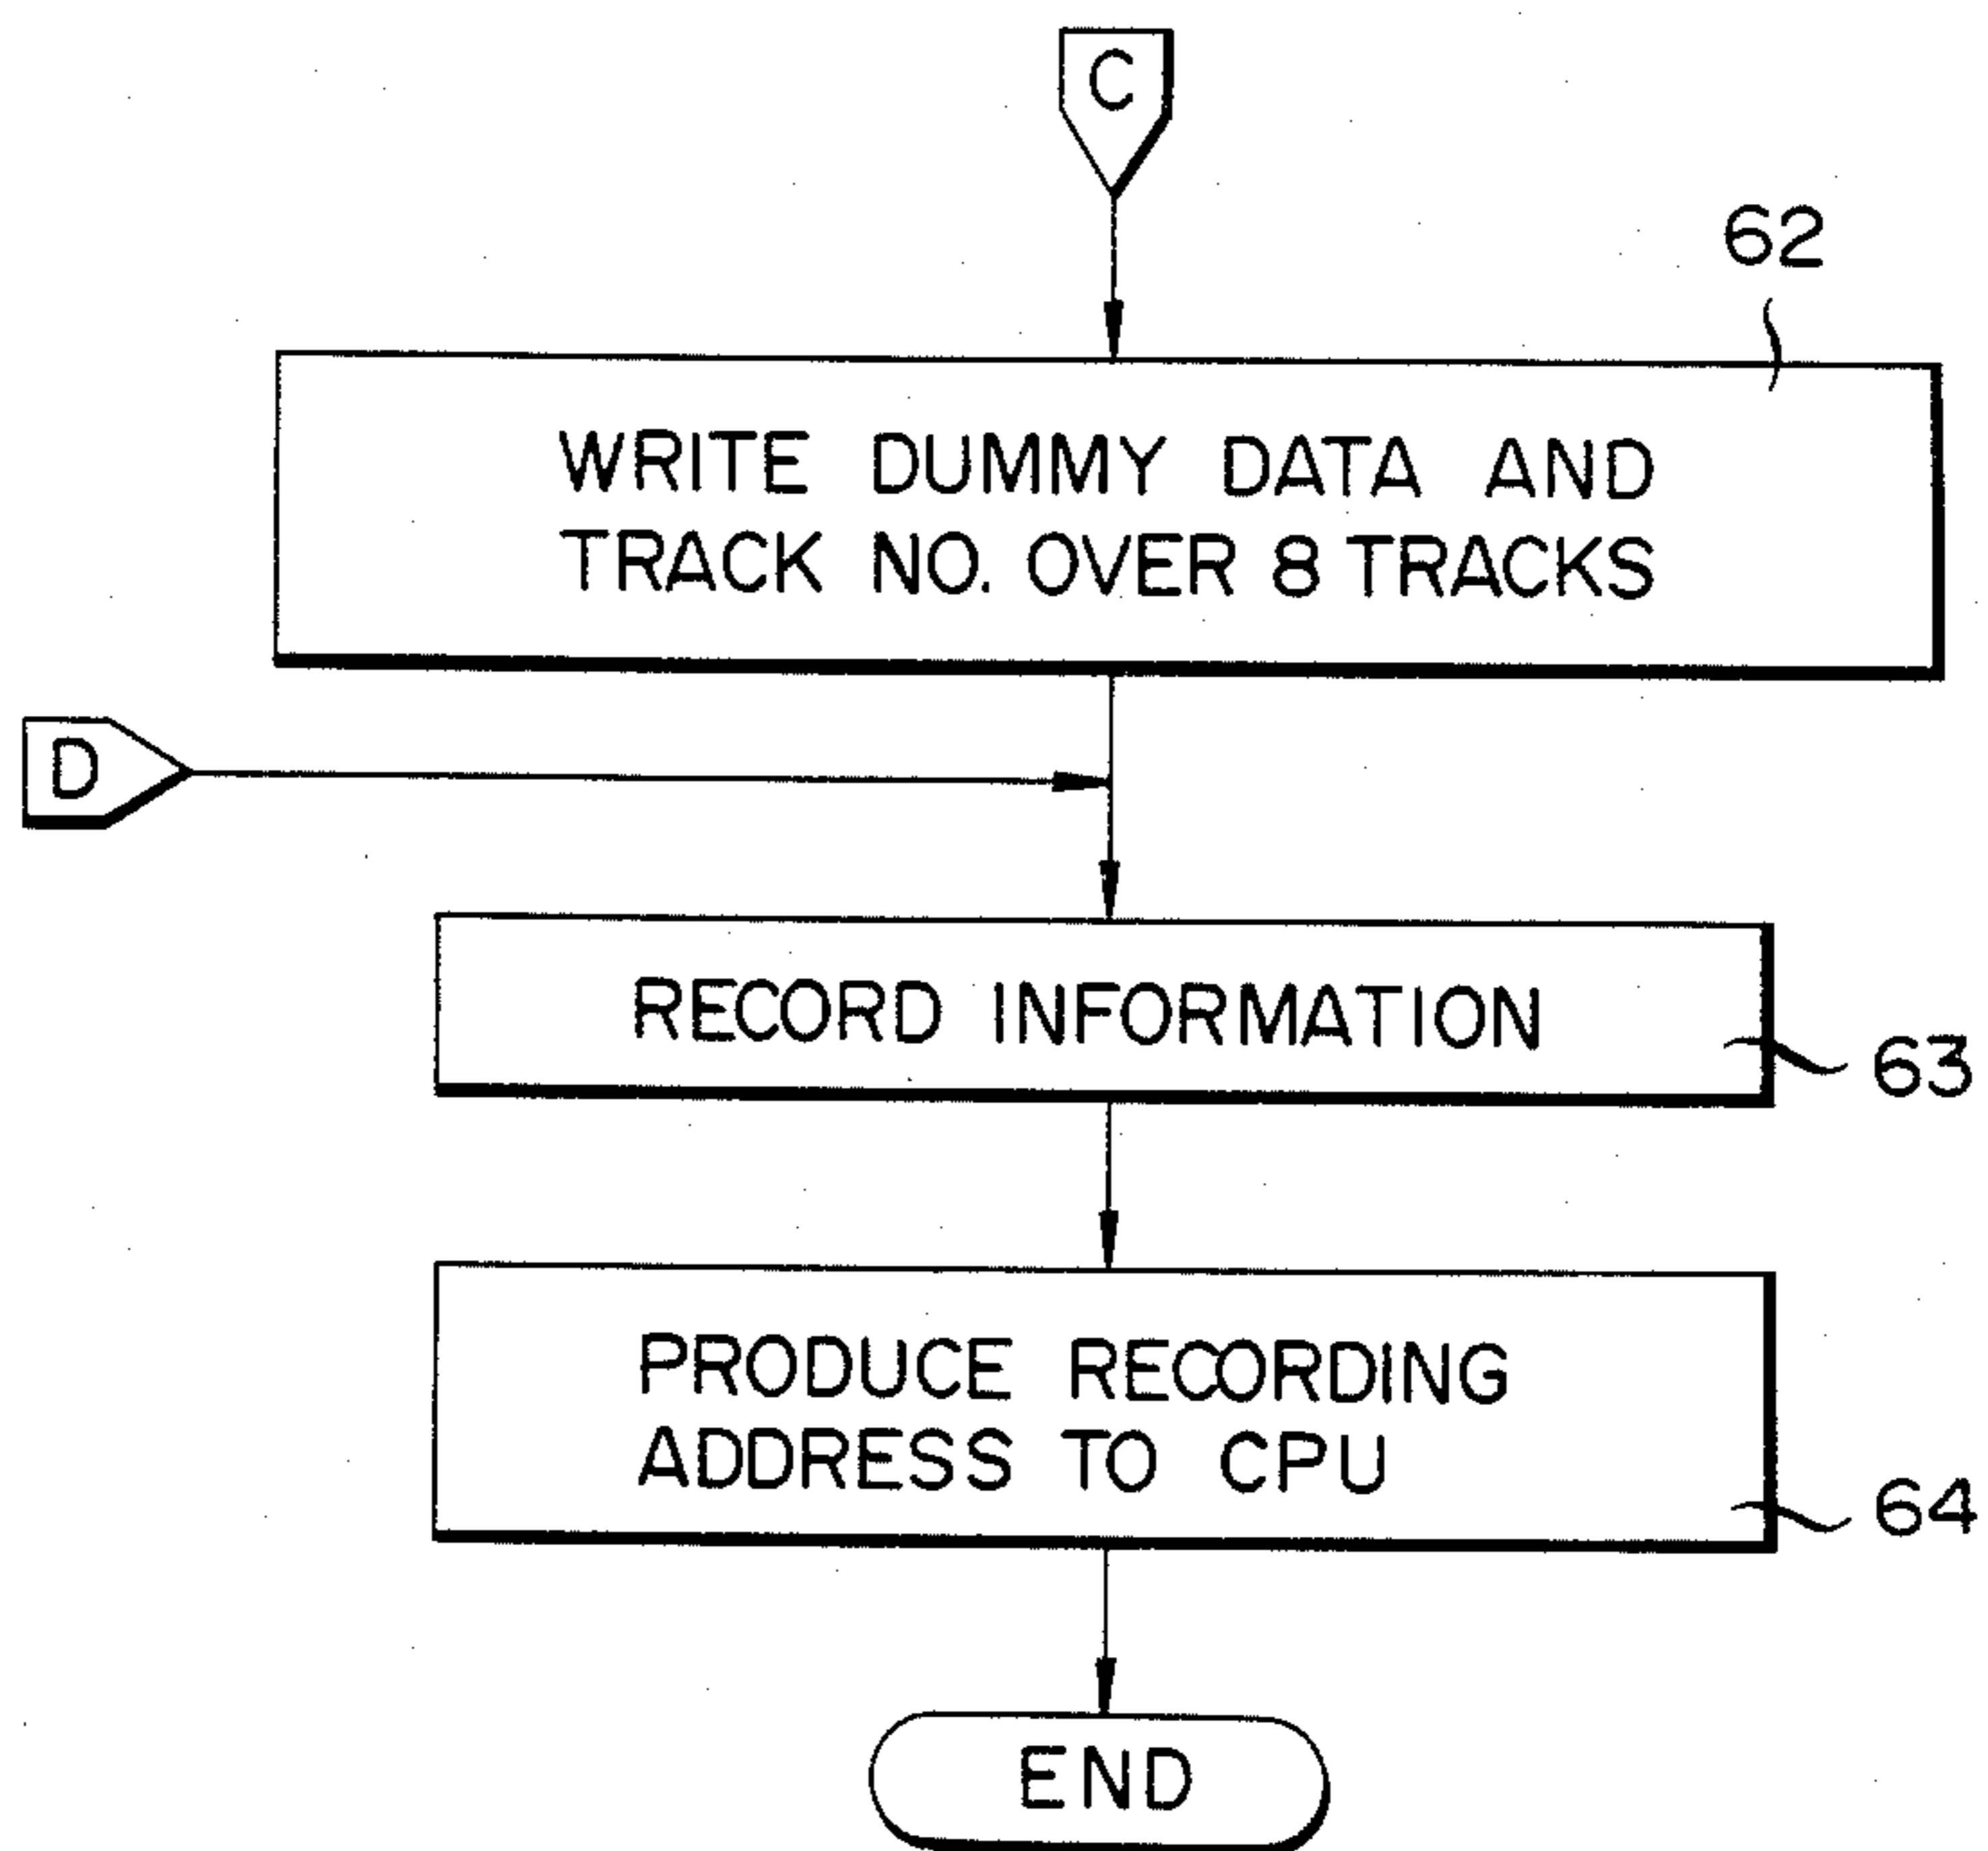 C
62
WRITE DUMMY DATA AND
TRACK NO. OVER 8 TRACKS
D
RECORD INFORMATION
63
PRODUCE RECORDING
ADDRESS TO CPU
64
END